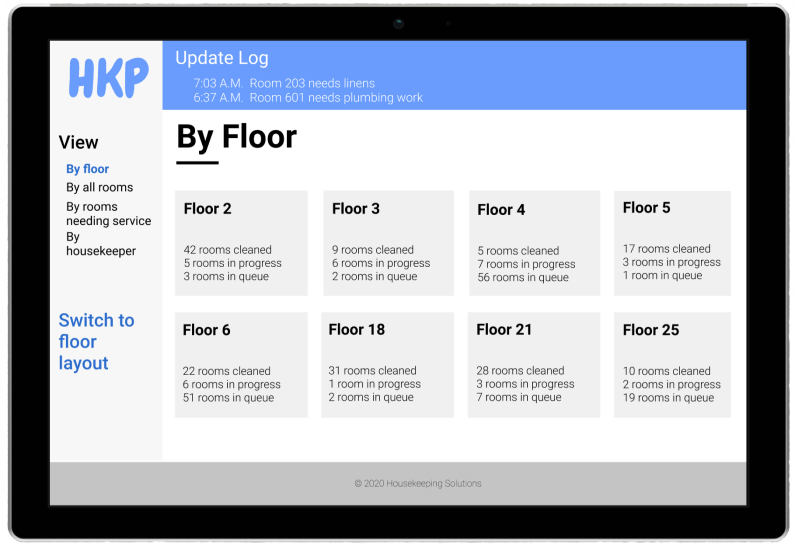 HKP
Update Log
7:03 A.M. Room 203 needs linens
6:37 A.M. Room 601 needs plumbing work
View
By floor
By all rooms
By rooms
needing service
By
housekeeper
Switch to
floor
layout
By Floor
Floor 2
42 rooms cleaned
5 rooms in progress
3 rooms in queue
Floor 3
9 rooms cleaned
6 rooms in progress
2 rooms in queue
Floor 4
5 rooms cleaned
7 rooms in progress
56 rooms in queue
Floor 5
17 rooms cleaned
3 rooms in progress
1 room in queue
Floor 6
22 rooms cleaned
6 rooms in progress
51 rooms in queue
Floor 18
31 rooms cleaned
1 room in progress
2 rooms in queue
Floor 21
28 rooms cleaned
3 rooms in progress
7 rooms in queue
Floor 25
10 rooms cleaned
2 rooms in progress
19 rooms in queue
© 2020 Housekeeping Solutions